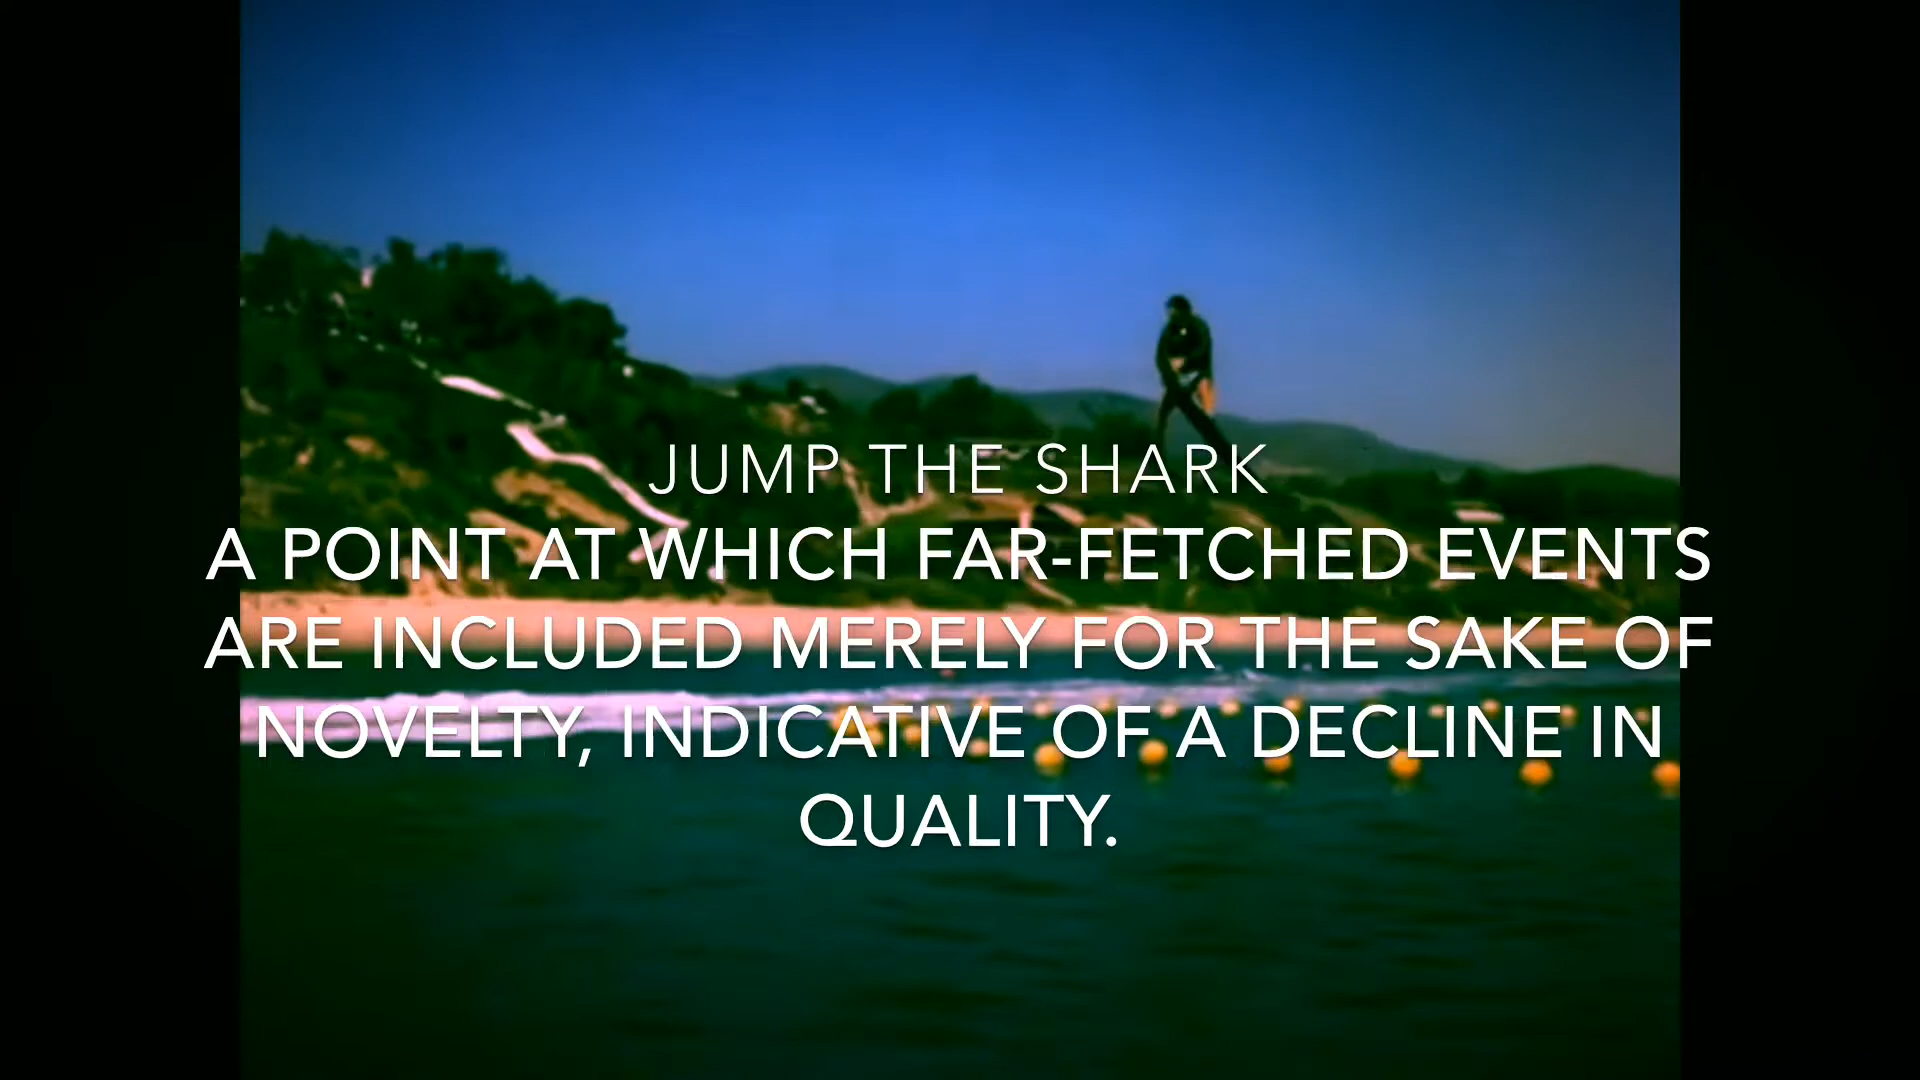 JUMP THE SHARK
A POINT AT WHICH FAR-FETCHED EVENTS
ARE INCLUDED MERELY FOR THE SAKE OF
NOVELTY, INDICATIVE OF A DECLINE IN
QUALITY.